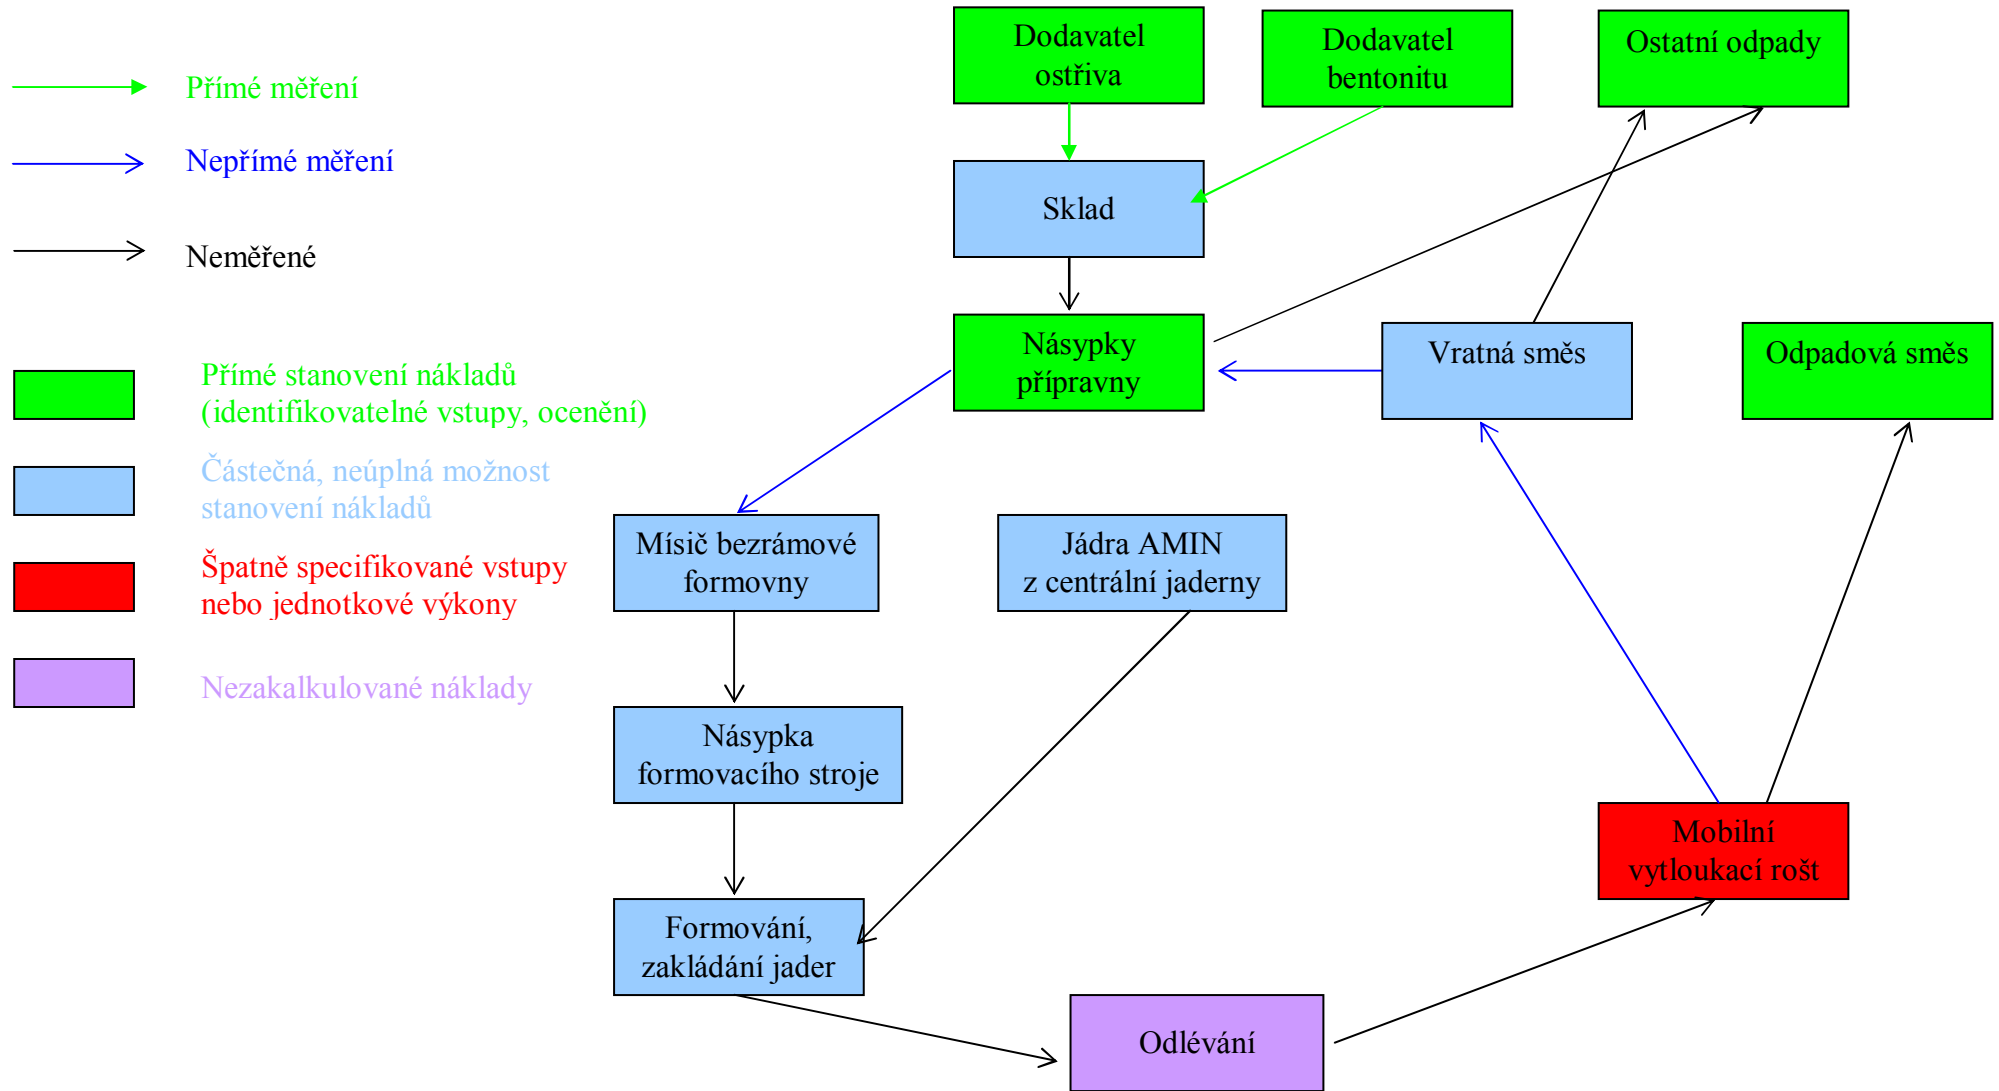 Přímé měření
Nepřímé měření
Neměřené
Přímé stanovení nákladů
(identifikovatelné vstupy, ocenění)
Částečná, neúplná možnost
stanovení nákladů
Špatně specifikované vstupy
nebo jednotkové výkony
Nezakalkulované náklady
Dodavatel
ostřiva
Dodavatel
bentonitu
Ostatní odpady
Sklad
Násypky
přípravny
Vratná směs
Odpadová směs
Mísič bezrámové
formovny
Jádra AMIN
z centrální jaderny
Násypka
formovacího stroje
Mobilní
vytloukací rošt
Formování,
zakládání jader
Odlévání